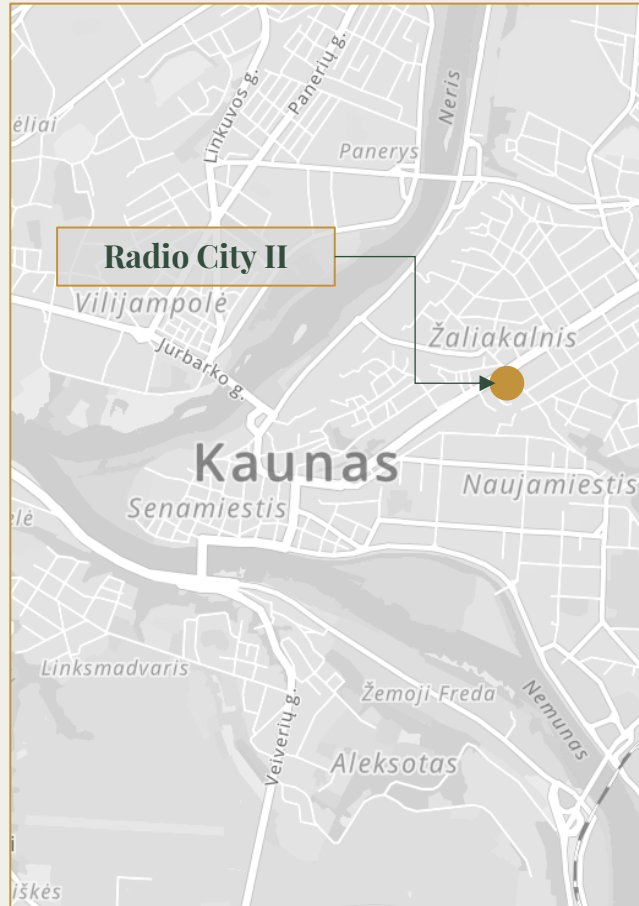 Linkuvos g.
Panerių g.
Neris
ėliai
Panerys
Radio City II
Vilijampolė
Žaliakalnis
Jurbarko g.
Kaunas
Naujamiestis
Senamiestis
elė
Linksmadvaris
Žemoji Freda
Nemunas
Veiverių g.
Aleksotas
i
iškės